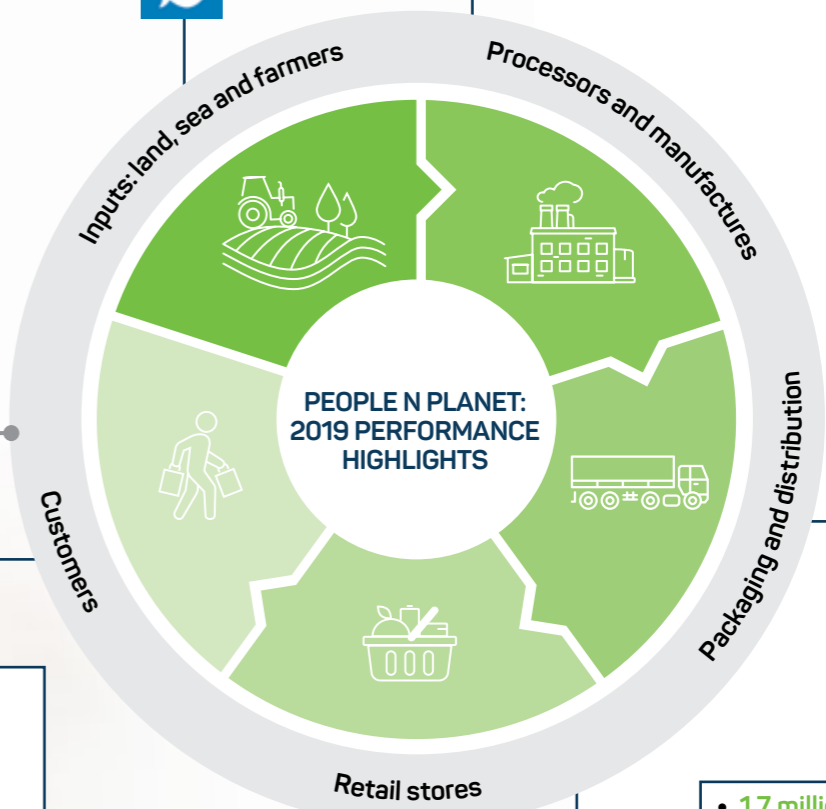 Inputs: land, sea and farmers
Processors and manufactures
PEOPLE N PLANET:
2019 PERFORMANCE
HIGHLIGHTS
Packaging and distribution
Customers
Retail stores
• 17